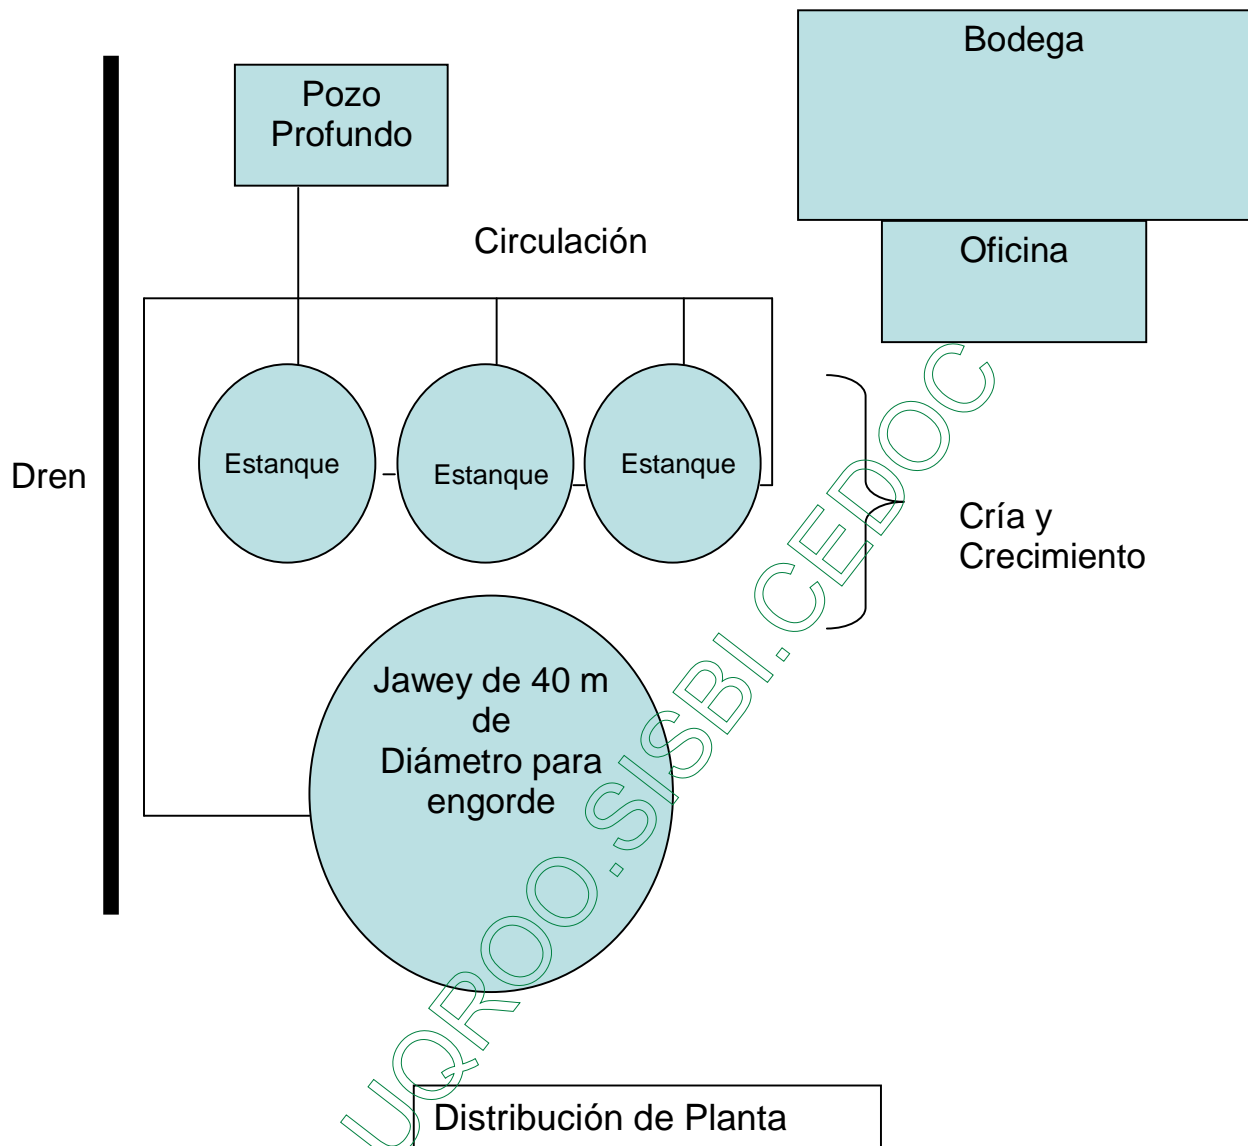 Bodega
Pozo
Profundo
Circulación
Oficina
Estanque
Estanque
Estanque
Dren
Cría y
Crecimiento
Jawey de 40 m
de
Diámetro para
engorde
UQROO.SISBI.CEDOC
Distribución de Planta